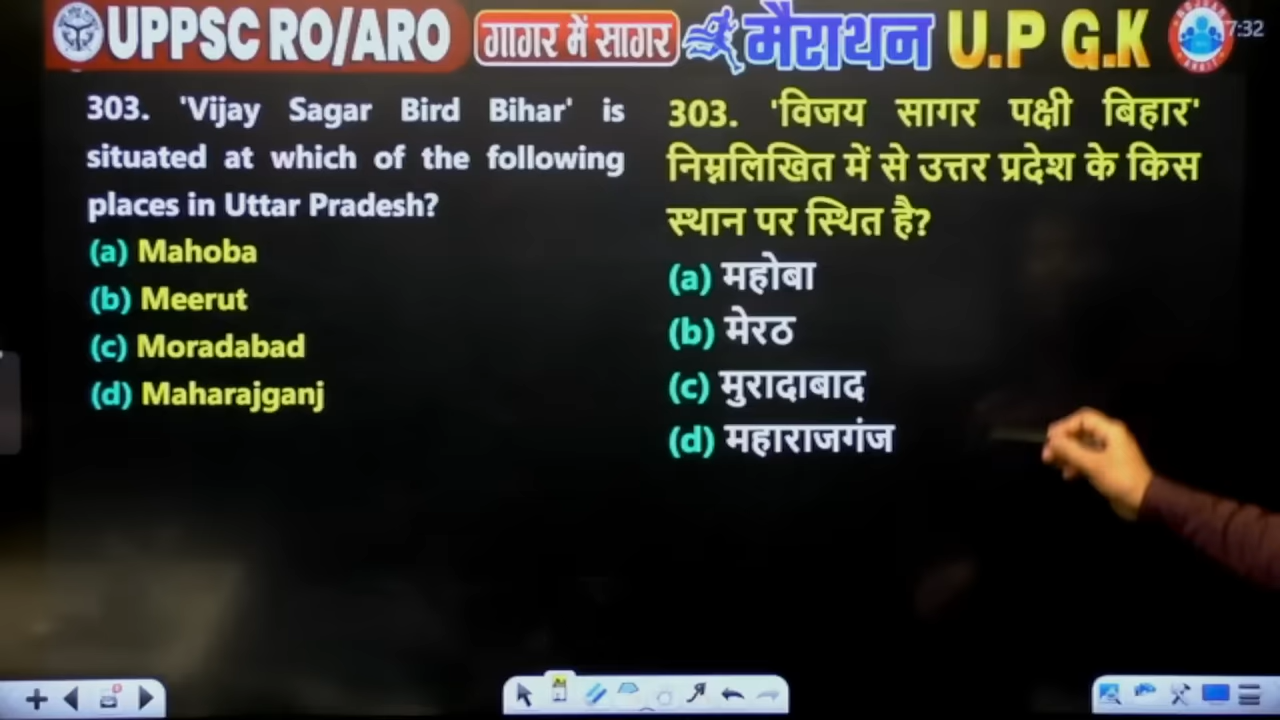 UPPSC RO/ARO गागर में सागर मैराथन U.P G.K
7:32
303. 'Vijay Sagar Bird Bihar' is
situated at which of the following
places in Uttar Pradesh?
(a) Mahoba
(b) Meerut
(c) Moradabad
(d) Maharajganj
303. 'विजय सागर पक्षी बिहार'
निम्नलिखित में से उत्तर प्रदेश के किस
स्थान पर स्थित है?
(a) महोबा
(b) मेरठ
(c) मुरादाबाद
(d) महाराजगंज